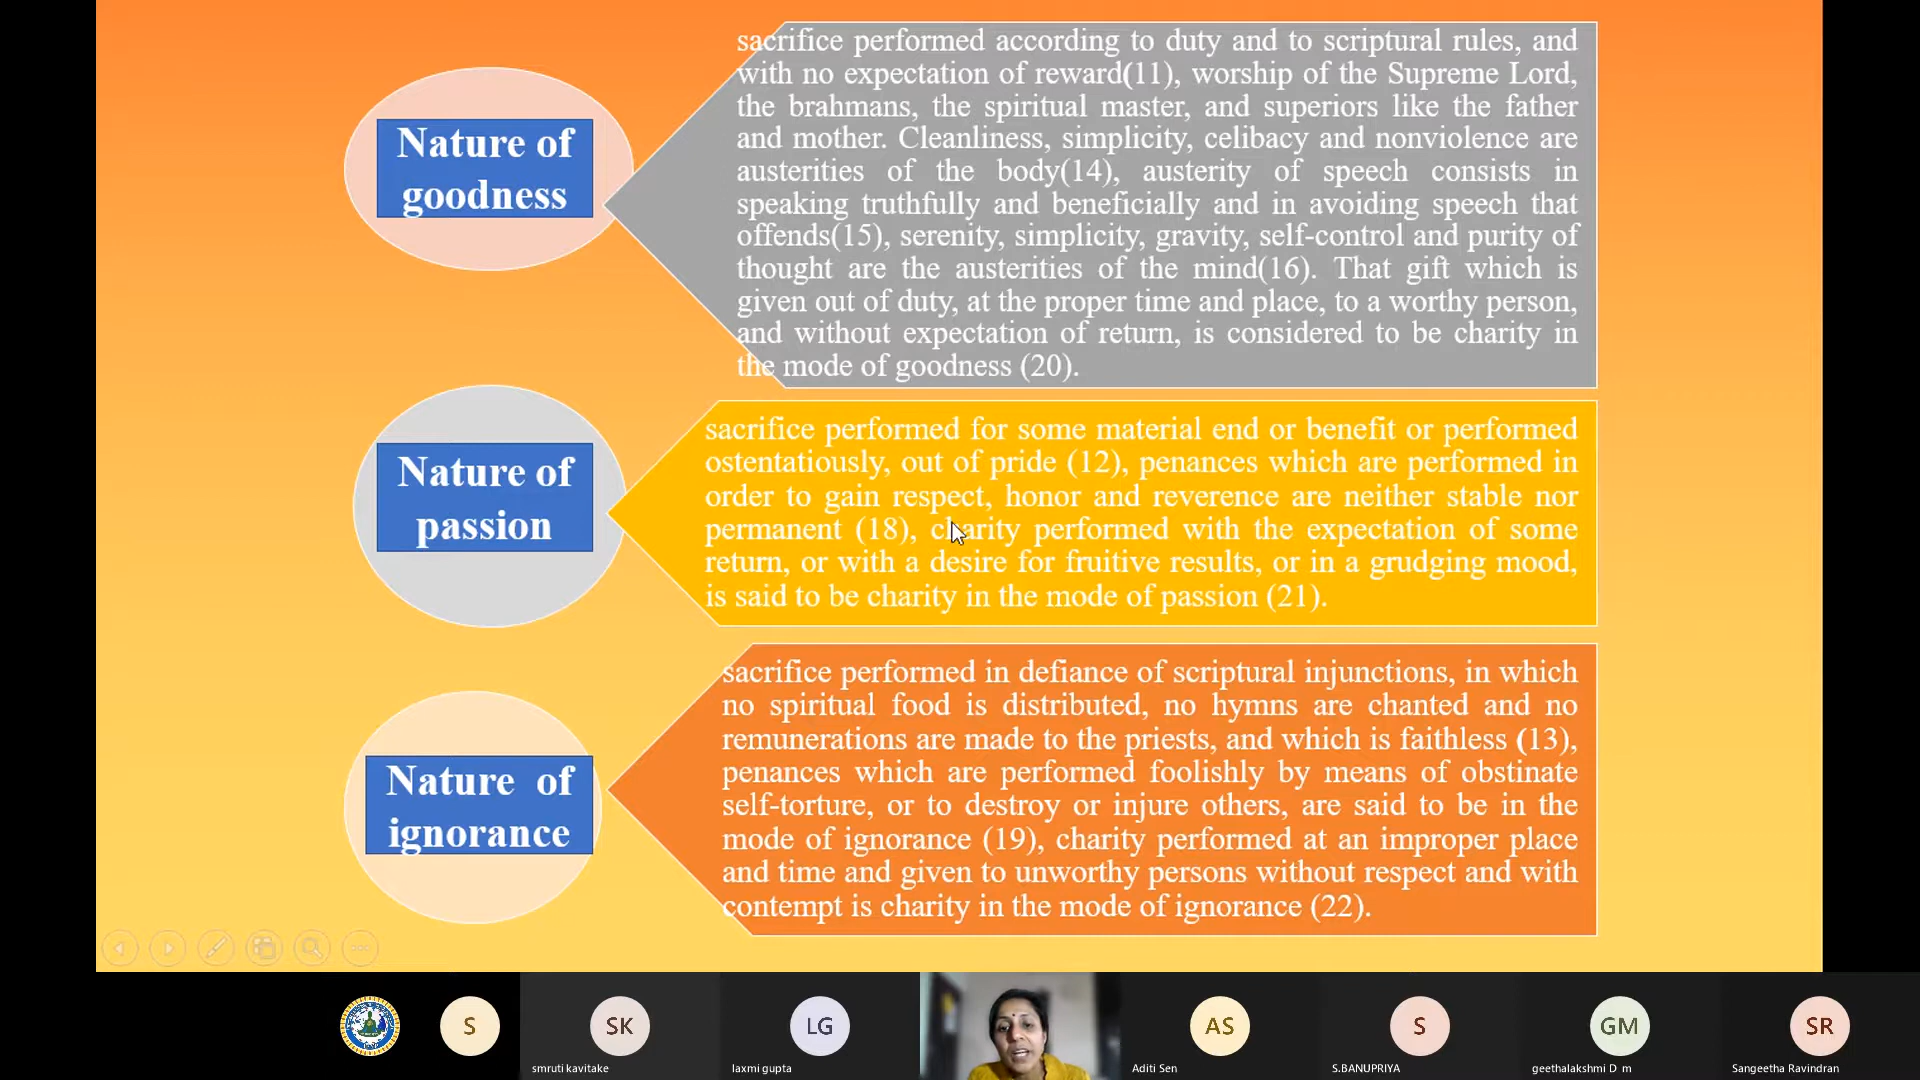 Nature of
goodness
sacrifice performed according to duty and to scriptural rules, and
with no expectation of reward(11), worship of the Supreme Lord,
the brahmans, the spiritual master, and superiors like the father
and mother. Cleanliness, simplicity, celibacy and nonviolence are
austerities of the body(14), austerity of speech consists in
speaking truthfully and beneficially and in avoiding speech that
offends(15), serenity, simplicity, gravity, self-control and purity of
thought are the austerities of the mind(16). That gift which is
given out of duty, at the proper time and place, to a worthy person,
and without expectation of return, is considered to be charity in
the mode of goodness (20).
Nature of
passion
sacrifice performed for some material end or benefit or performed
ostentatiously, out of pride (12), penances which are performed in
order to gain respect, honor and reverence are neither stable nor
permanent (18), charity performed with the expectation of some
return, or with a desire for fruitive results, or in a grudging mood,
is said to be charity in the mode of passion (21).
Nature of
ignorance
sacrifice performed in defiance of scriptural injunctions, in which
no spiritual food is distributed, no hymns are chanted and no
remunerations are made to the priests, and which is faithless (13),
penances which are performed foolishly by means of obstinate
self-torture, or to destroy or injure others, are said to be in the
mode of ignorance (19), charity performed at an improper place
and time and given to unworthy persons without respect and with
contempt is charity in the mode of ignorance (22).
S
SK
LG
AS
S
GM
SR
smruti kavitake
laxmi gupta
Aditi Sen
S.BANUPRIYA
geethalakshmi D m
Sangeetha Ravindran